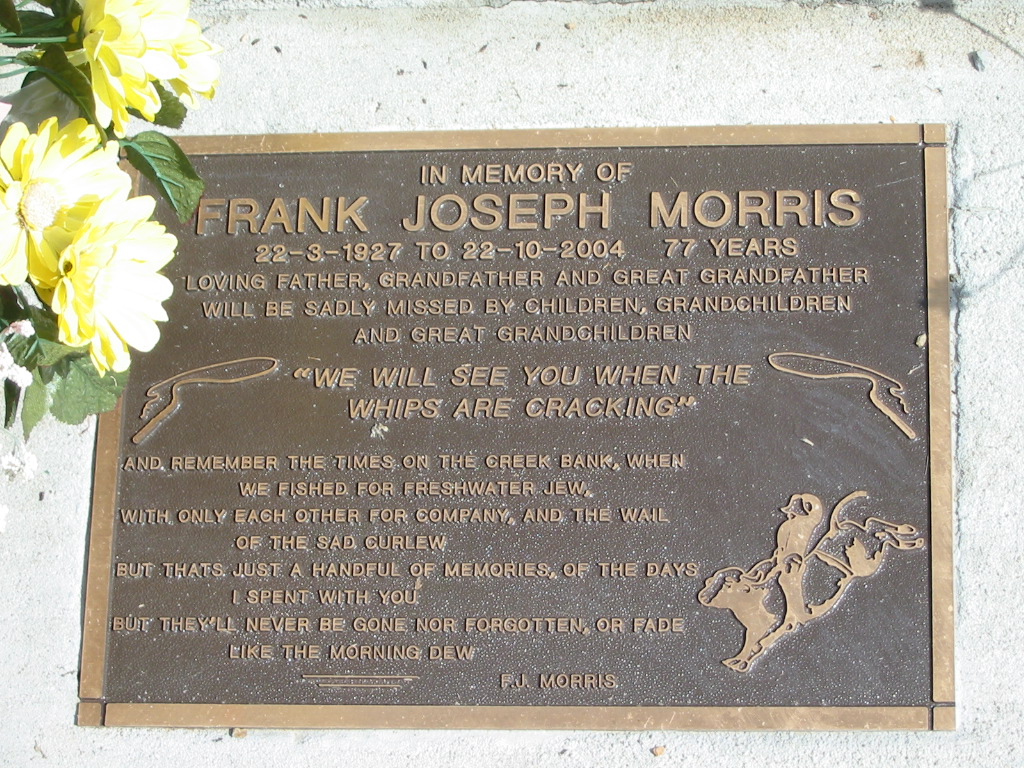 IN MEMORY OF
FRANK JOSEPH MORRIS
22-3-1927 TO 22-10-2004 77 YEARS
LOVING FATHER, GRANDFATHER AND GREAT GRANDFATHER
WILL BE SADLY MISSED BY CHILDREN, GRANDCHILDREN
AND GREAT GRANDCHILDREN
"WE WILL SEE YOU WHEN THE
WHIPS ARE CRACKING"
AND REMEMBER THE TIMES ON THE CREEK BANK, WHEN
WE FISHED FOR FRESHWATER JEW,
WITH ONLY EACH OTHER FOR COMPANY, AND THE WAIL
OF THE SAD CURLEW
BUT THATS JUST A HANDFUL OF MEMORIES, OF THE DAYS
I SPENT WITH YOU
BUT THEY'LL NEVER BE GONE NOR FORGOTTEN, OR FADE
LIKE THE MORNING DEW
F.J. MORRIS